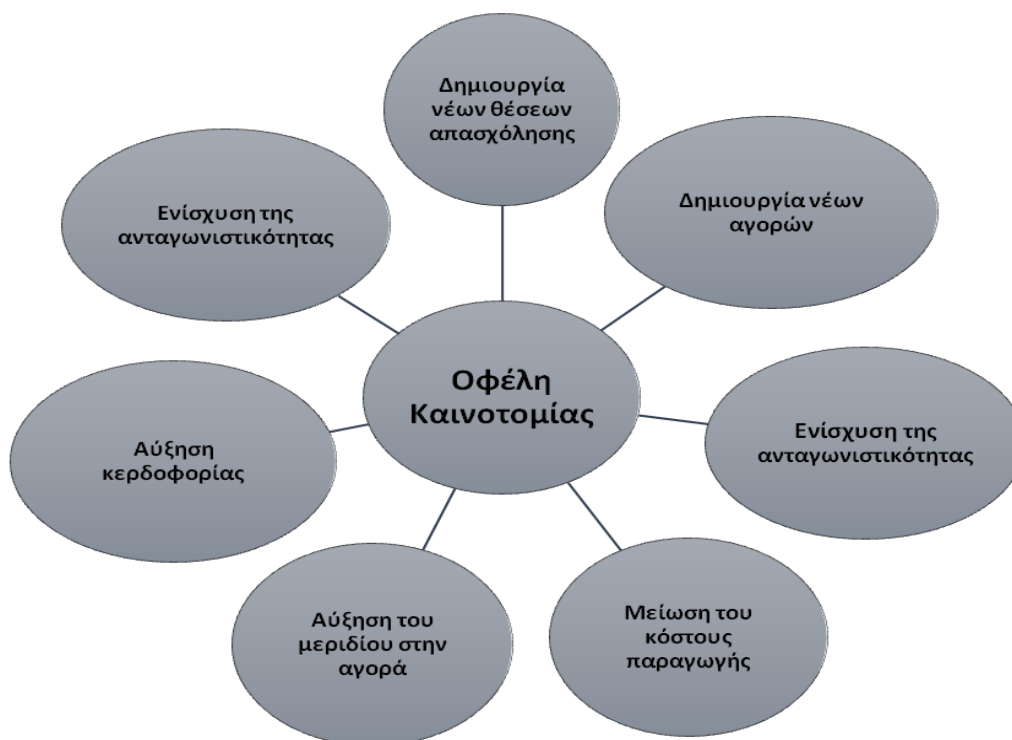 Δημιουργία
νέων θέσεων
απασχόλησης
Δημιουργία νέων
αγορών
Ενίσχυση της
ανταγωνιστικότητας
Μείωση του
κόστους
παραγωγής
Αύξηση του
μεριδίου στην
αγορά
Αύξηση
κερδοφορίας
Ενίσχυση της
ανταγωνιστικότητας
Οφέλη
Καινοτομίας